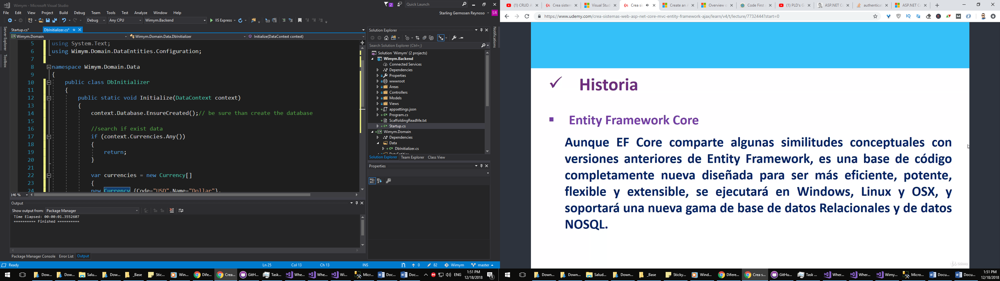 Wimym - Microsoft Visual Studio
2
Quick Launch
File Edit View Project Build Debug Team Tools Test Analyze Window Help
Starling Germosen Reynoso SR
Debug Any CPU Wimym.Backend IIS Express
Server Explorer
Toolbox
Startup.cs*
DbInitializer.cs*
Wimym.Domain
Wimym.Domain.Data.DbInitializer
Initialize(DataContext context)
5 using System.Text;
6 using Wimym.Domain.DataEntities.Configuration;
7
8 namespace Wimym.Domain.Data
9 {
10 public class DbInitializer
11 {
12 public static void Initialize(DataContext context)
13 {
14 context.Database.EnsureCreated();// be sure than create the database
15
16 //search if exist data
17 if (context.Currencies.Any())
18 {
19 return;
20 }
21
22 var currencies = new Currency[]
23 {
24 new Currency {Code="USD",Name="Dollar"},
146 %
Output
Show output from: Package Manager
Time Elapsed: 00:00:01.3552607
========== Finished ==========
Package Manager Console Error List Output
Ready Ln 25 Col 13 Ch 13 INS 0 82 Wimym master
Solution Explorer
Search Solution Explorer (Ctrl+;)
Solution 'Wimym' (2 projects)
Wimym.Backend
Connected Services
Dependencies
Properties
wwwroot
Areas
Controllers
Models
Views
appsettings.json
Program.cs
ScaffoldingReadMe.txt
Startup.cs
Wimym.Domain
Dependencies
Data
DbInitializer.cs
DataEntities
Solution Explorer Team Explorer Class View
Properties
Notifications
Dow... Dow... Salu... Dow... _Base Stic... Win... Dife... Crea... GitH... Task... Whe... Whe... Wi... Micr... Doc... Doc... ENG 1:51 PM 12/18/2018 1
(1) CRUD A
Crea sistem
Visual Stud
Crea sis
Create an A
Overview o
Code First
(1) PLD's G
ASP.NET Co
authenticat
ASP.NET Co
https://www.udemy.com/crea-sistemas-web-asp-net-core-mvc-entity-framework-ajax/learn/v4/t/lecture/7732444?start=0
Historia
Entity Framework Core
Aunque EF Core comparte algunas similitudes conceptuales con
versiones anteriores de Entity Framework, es una base de código
completamente nueva diseñada para ser más eficiente, potente,
flexible y extensible, se ejecutará en Windows, Linux y OSX, y
soportará una nueva gama de base de datos Relacionales y de datos
NOSQL.
Udemy
Down... Down... Salud... Down... _Base Sticky... Wind... Difere... Crea s... GitHu... Task ... Wher... Wher... Wimy... Micro... Docu... Docu... 1:51 PM 12/18/2018